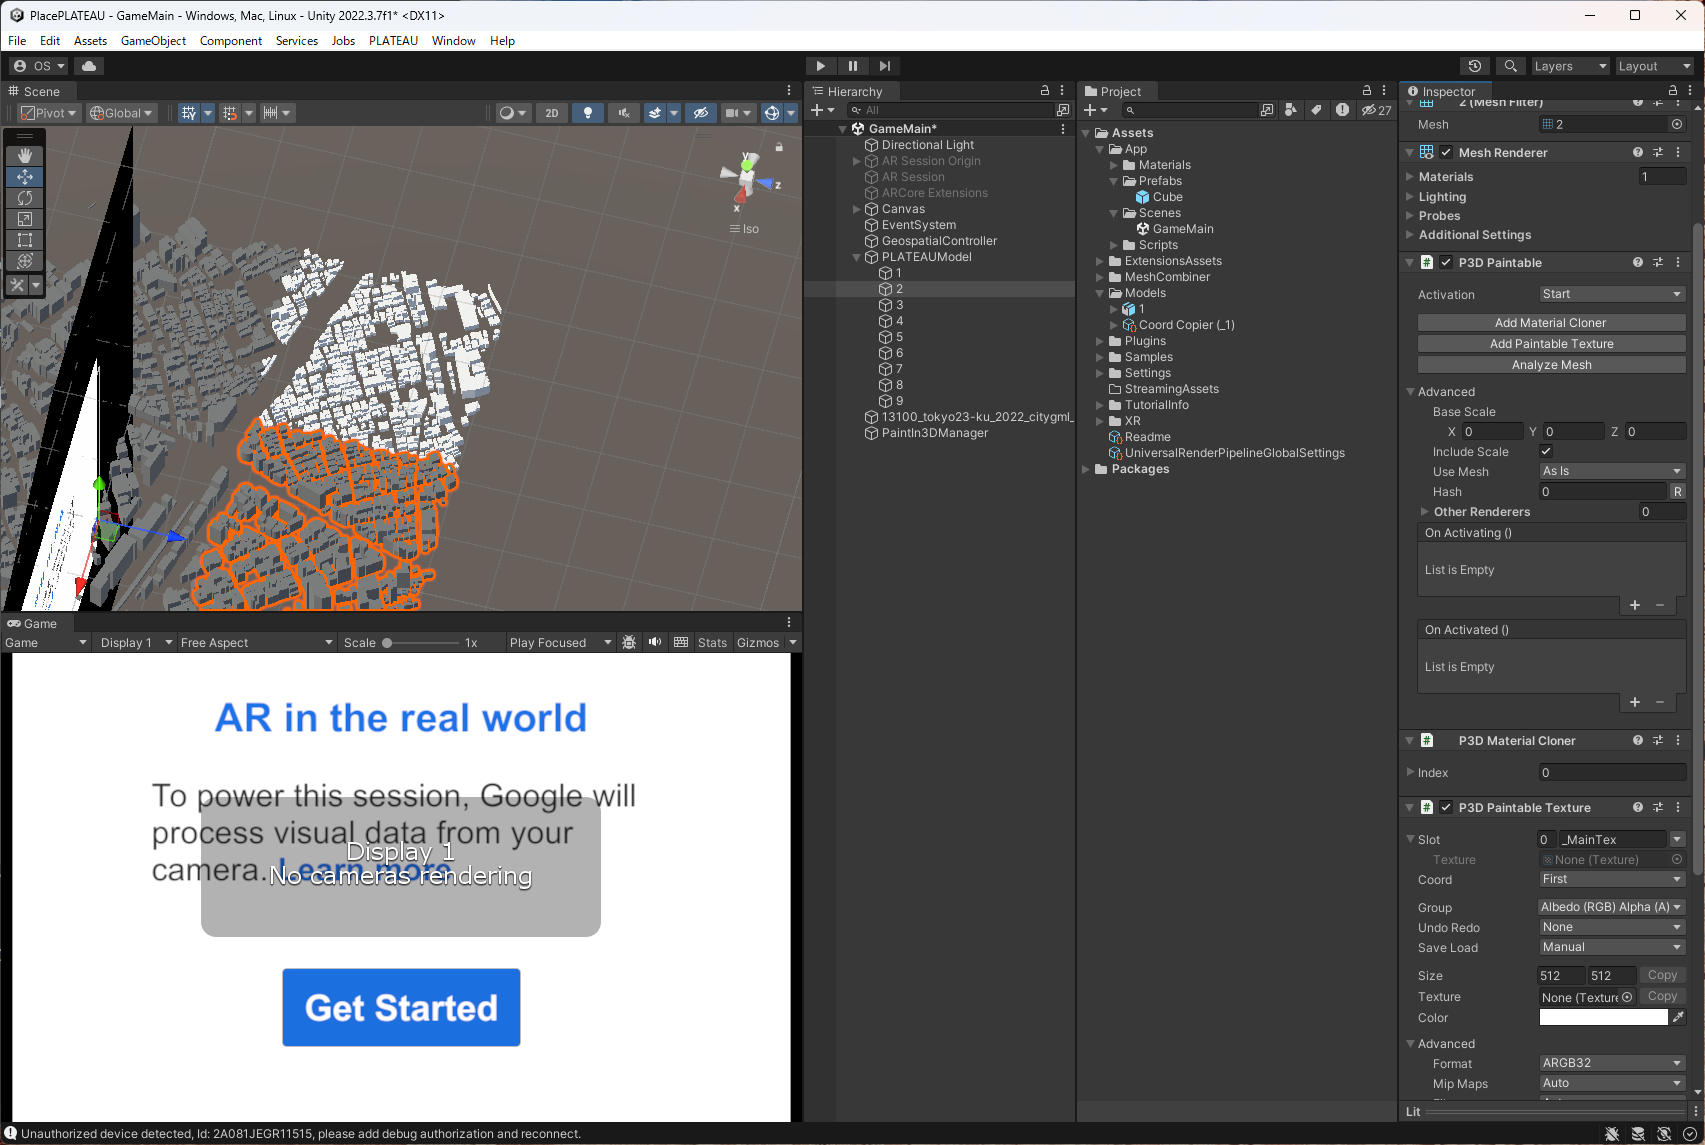 PlacePLATEAU - GameMain - Windows, Mac, Linux - Unity 2022.3.7f1* <DX11>
File Edit Assets GameObject Component Services Jobs PLATEAU Window Help
OS
Layers
Layout
Scene
Pivot
Global
2D
y
z
x
Iso
Game
Game
Display 1
Free Aspect
Scale
1x
Play Focused
Stats
Gizmos
AR in the real world
To power this session, Google will
process visual data from your
camera. Learn more
Display 1
No cameras rendering
Get Started
Hierarchy
All
GameMain*
Directional Light
AR Session Origin
AR Session
ARCore Extensions
Canvas
EventSystem
GeospatialController
PLATEAUModel
1
2
3
4
5
6
7
8
9
13100_tokyo23-ku_2022_citygml_
PaintIn3DManager
Project
27
Assets
App
Materials
Prefabs
Cube
Scenes
GameMain
Scripts
ExtensionsAssets
MeshCombiner
Models
1
Coord Copier (_1)
Plugins
Samples
Settings
StreamingAssets
TutorialInfo
XR
Readme
UniversalRenderPipelineGlobalSettings
Packages
Inspector
2 (Mesh Filter)
Mesh 2
Mesh Renderer
Materials 1
Lighting
Probes
Additional Settings
P3D Paintable
Activation Start
Add Material Cloner
Add Paintable Texture
Analyze Mesh
Advanced
Base Scale
X 0 Y 0 Z 0
Include Scale
Use Mesh As Is
Hash 0 R
Other Renderers 0
On Activating ()
List is Empty
+ −
On Activated ()
List is Empty
+ −
P3D Material Cloner
Index 0
P3D Paintable Texture
Slot 0 _MainTex
Texture None (Texture)
Coord First
Group Albedo (RGB) Alpha (A)
Undo Redo None
Save Load Manual
Size 512 512 Copy
Texture None (Texture Copy
Color
Advanced
Format ARGB32
Mip Maps Auto
Lit
Unauthorized device detected, Id: 2A081JEGR11515, please add debug authorization and reconnect.